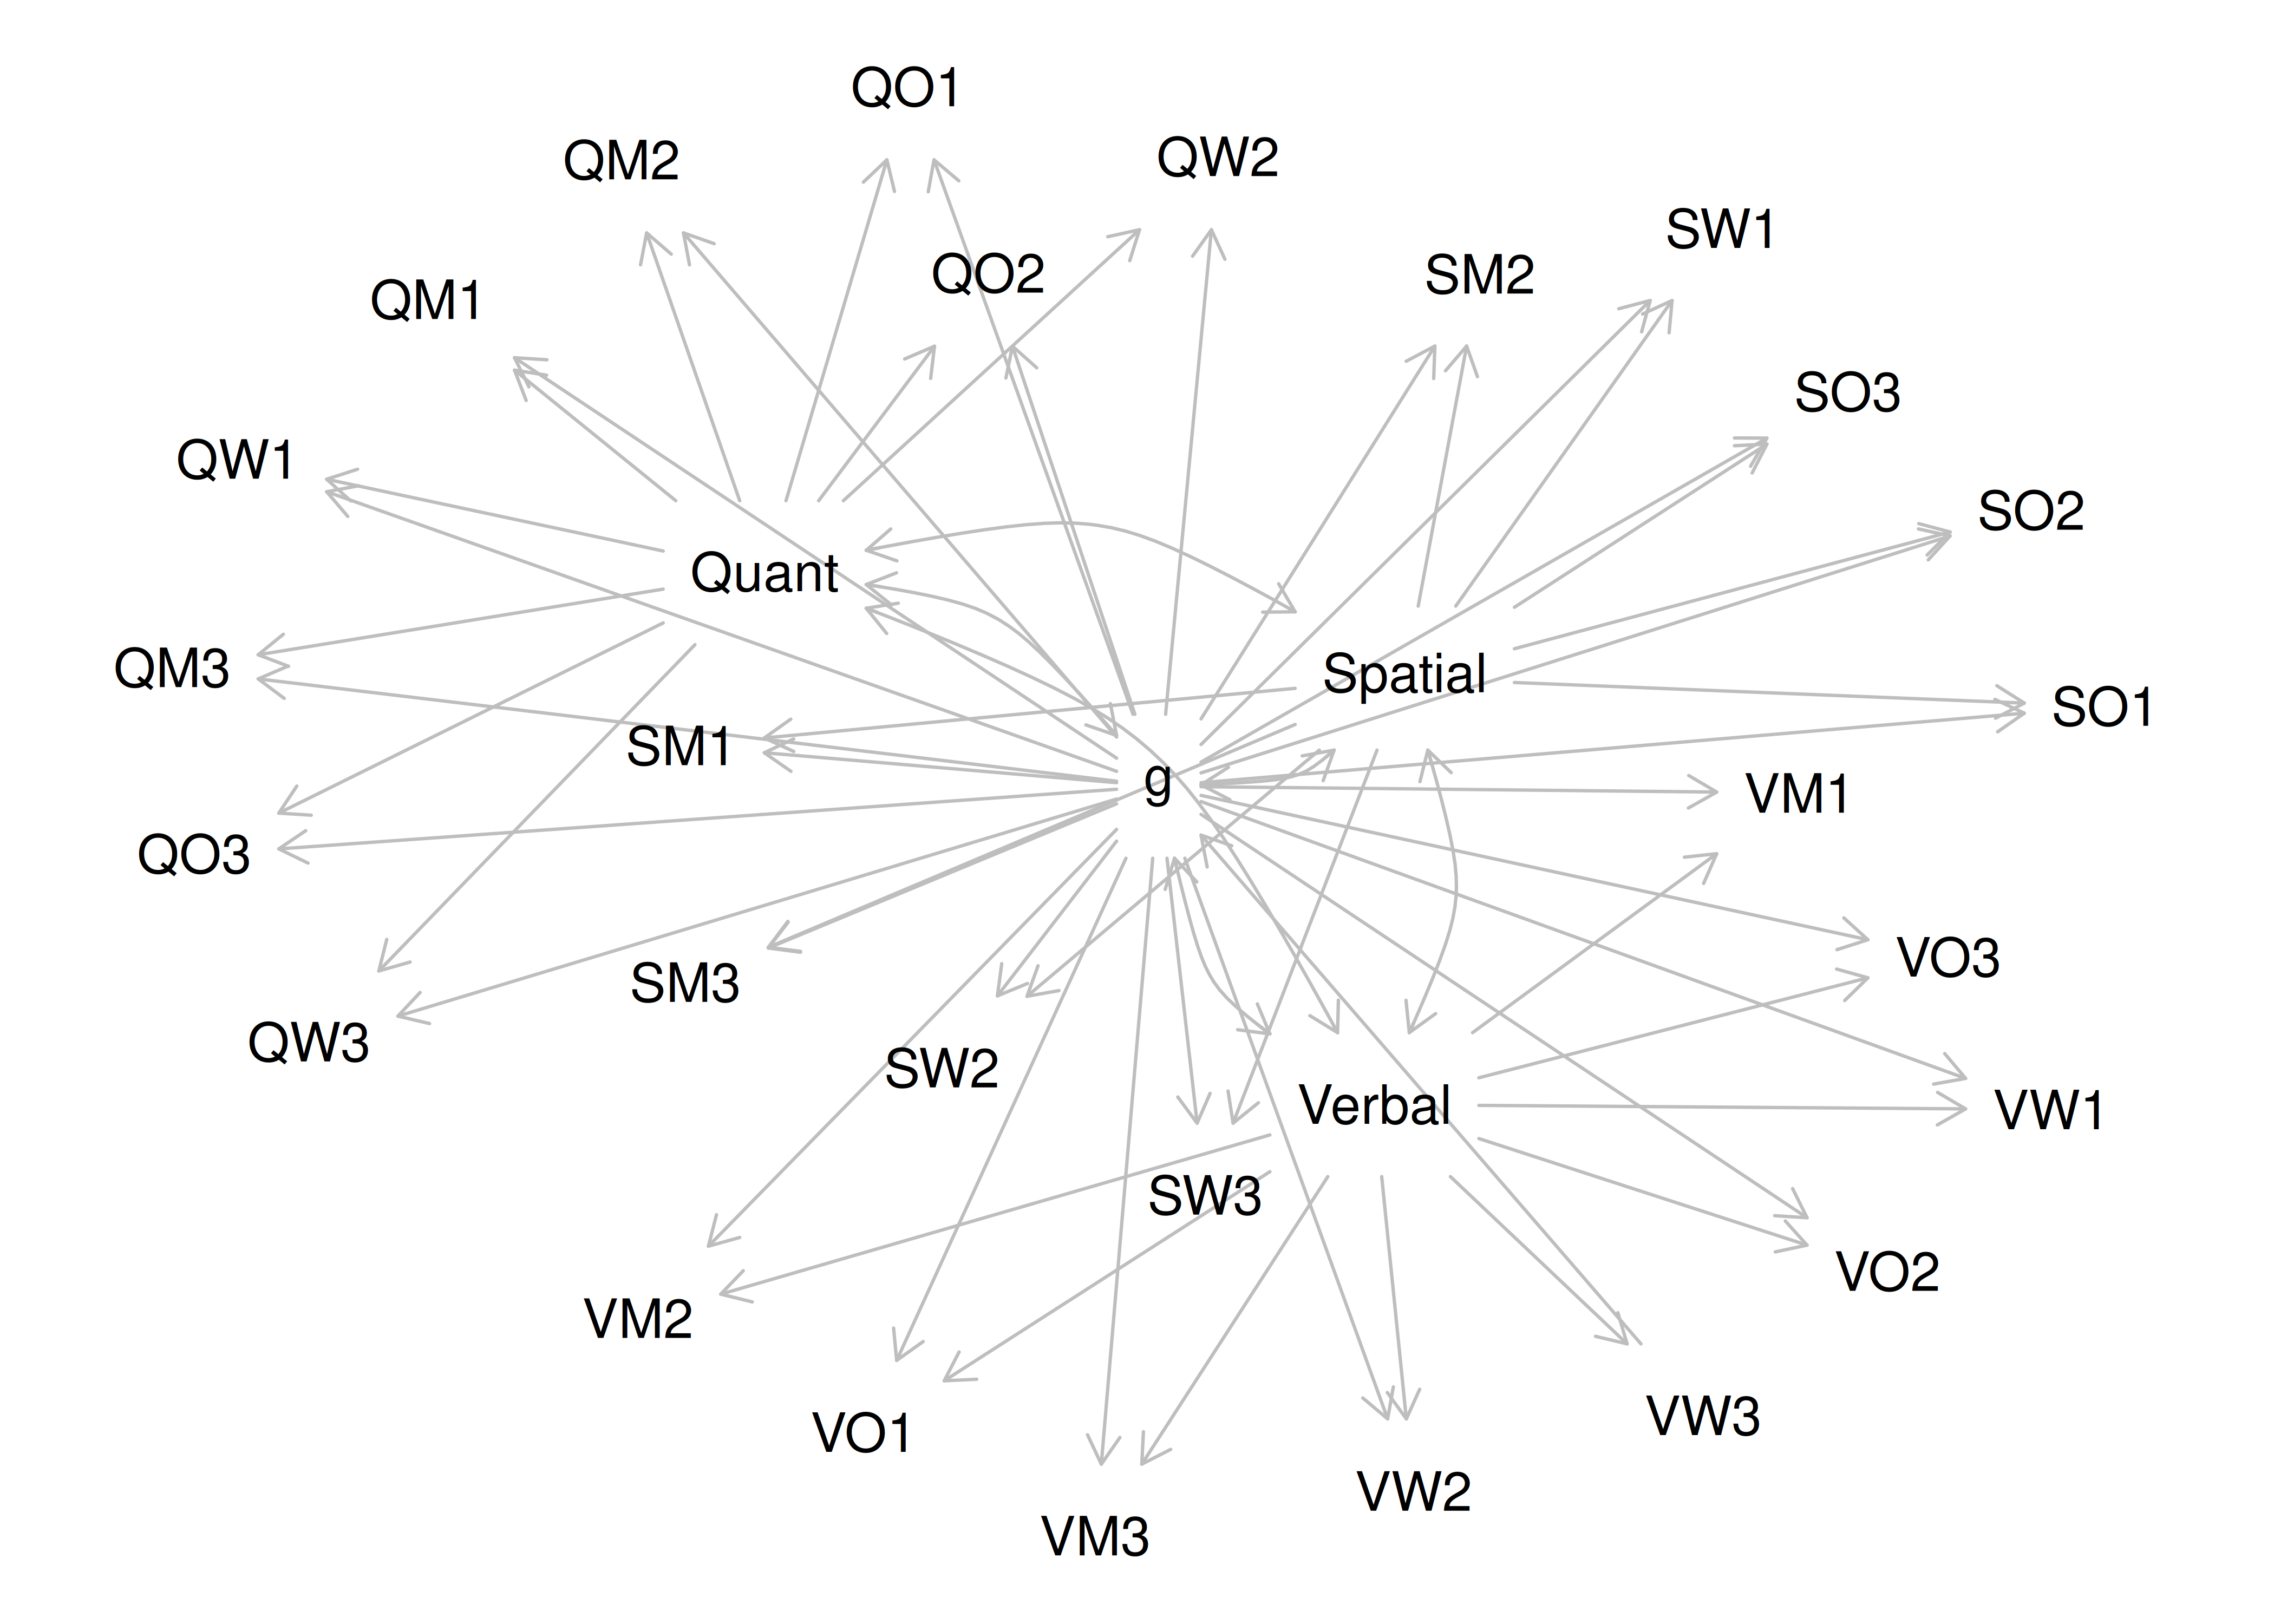 QO1
QM2
QW2
SW1
QO2
SM2
QM1
SO3
QW1
SO2
Quant
QM3
Spatial
SO1
SM1
g
VM1
QO3
VO3
SM3
QW3
SW2
Verbal
VW1
SW3
VO2
VM2
VW3
VO1
VW2
VM3